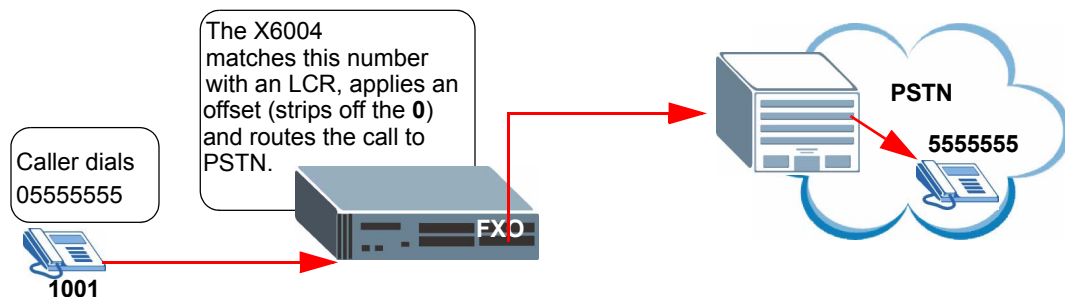 The X6004
matches this number
with an LCR, applies an
offset (strips off the 0)
and routes the call to
PSTN.
Caller dials
05555555
1001
FXO
PSTN
5555555